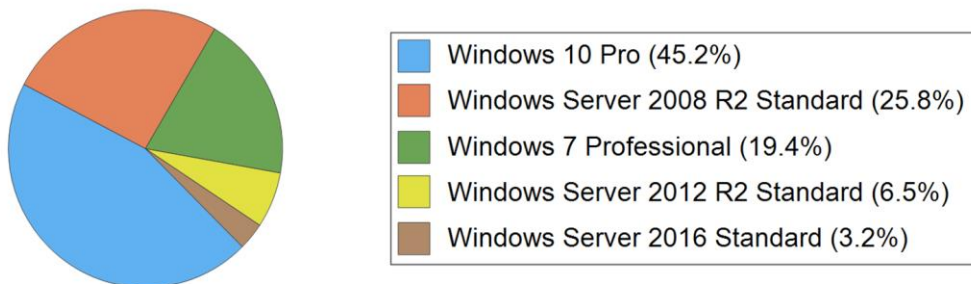 Windows 10 Pro (45.2%)
Windows Server 2008 R2 Standard (25.8%)
Windows 7 Professional (19.4%)
Windows Server 2012 R2 Standard (6.5%)
Windows Server 2016 Standard (3.2%)